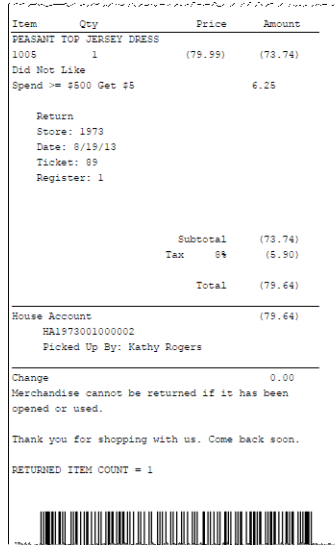 Item Qty Price Amount
PEASANT TOP JERSEY DRESS
1005 1 (79.99) (73.74)
Did Not Like
Spend >= $500 Get $5 6.25
Return
Store: 1973
Date: 8/19/13
Ticket: 89
Register: 1
Subtotal (73.74)
Tax 8% (5.90)
Total (79.64)
House Account (79.64)
HA1973001000002
Picked Up By: Kathy Rogers
Change 0.00
Merchandise cannot be returned if it has been
opened or used.
Thank you for shopping with us. Come back soon.
RETURNED ITEM COUNT = 1